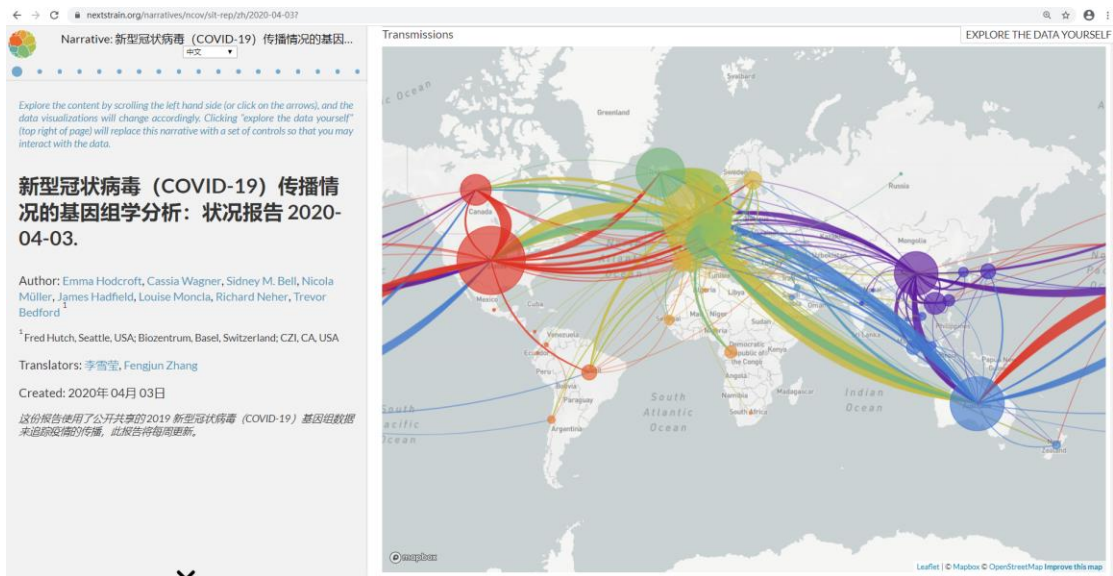 nextstrain.org/narratives/ncov/sit-rep/zh/2020-04-03?
Narrative: 新型冠状病毒（COVID-19）传播情况的基因...
中文
Explore the content by scrolling the left hand side (or click on the arrows), and the
data visualizations will change accordingly. Clicking "explore the data yourself"
(top right of page) will replace this narrative with a set of controls so that you may
interact with the data.
新型冠状病毒（COVID-19）传播情
况的基因组学分析：状况报告 2020-
04-03.
Author: Emma Hodcroft, Cassia Wagner, Sidney M. Bell, Nicola
Müller, James Hadfield, Louise Moncla, Richard Neher, Trevor
Bedford 1
1 Fred Hutch, Seattle, USA; Biozentrum, Basel, Switzerland; CZI, CA, USA
Translators: 李雪莹, Fengjun Zhang
Created: 2020年 04月 03日
这份报告使用了公开共享的 2019 新型冠状病毒（COVID-19）基因组数据
来追踪疫情的传播，此报告将每周更新。
Transmissions
EXPLORE THE DATA YOURSELF
Svalbard
Greenland
Sweden
Russia
Canada
Mongolia
Mexico
Cuba
Algeria
Libya
Mali
Niger
Sudan
Nigeria
Venezuela
Ecuador
Democratic
Republic of
the Congo
Kenya
Angola
Peru
Brazil
Bolivia
Paraguay
Namibia
Madagascar
South Africa
Argentina
Philippines
Papua New
Guinea
New
Zealand
South
Atlantic
Ocean
Indian
Ocean
mapbox
Leaflet | © Mapbox © OpenStreetMap Improve this map